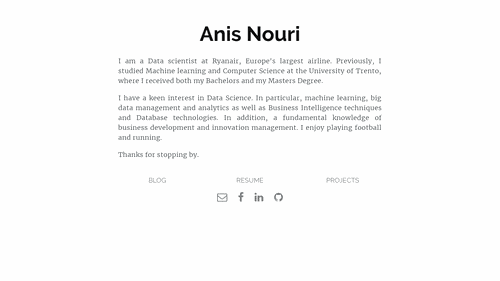 Anis Nouri
I am a Data scientist at Ryanair, Europe's largest airline. Previously, I
studied Machine learning and Computer Science at the University of Trento,
where I received both my Bachelors and my Masters Degree.
I have a keen interest in Data Science. In particular, machine learning, big
data management and analytics as well as Business Intelligence techniques
and Database technologies. In addition, a fundamental knowledge of
business development and innovation management. I enjoy playing football
and running.
Thanks for stopping by.
BLOG RESUME PROJECTS